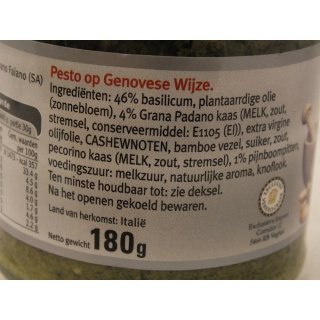 no Faiano (SA)
Pesto op Genovese Wijze.
Ingrediënten: 46% basilicum, plantaardige olie
(zonnebloem), 4% Grana Padano kaas (MELK, zout,
stremsel, conserveermiddel: E1105 (EI)), extra virgine
olijfolie, CASHEWNOTEN, bamboe vezel, suiker, zout,
pecorino kaas (MELK, zout, stremsel), 1% pijnboompitten,
voedingszuur: melkzuur, natuurlijke aroma, knoflook.
Ten minste houdbaar tot: zie deksel.
Na het openen gekoeld bewaren.
Land van herkomst: Italië
Netto gewicht 180g